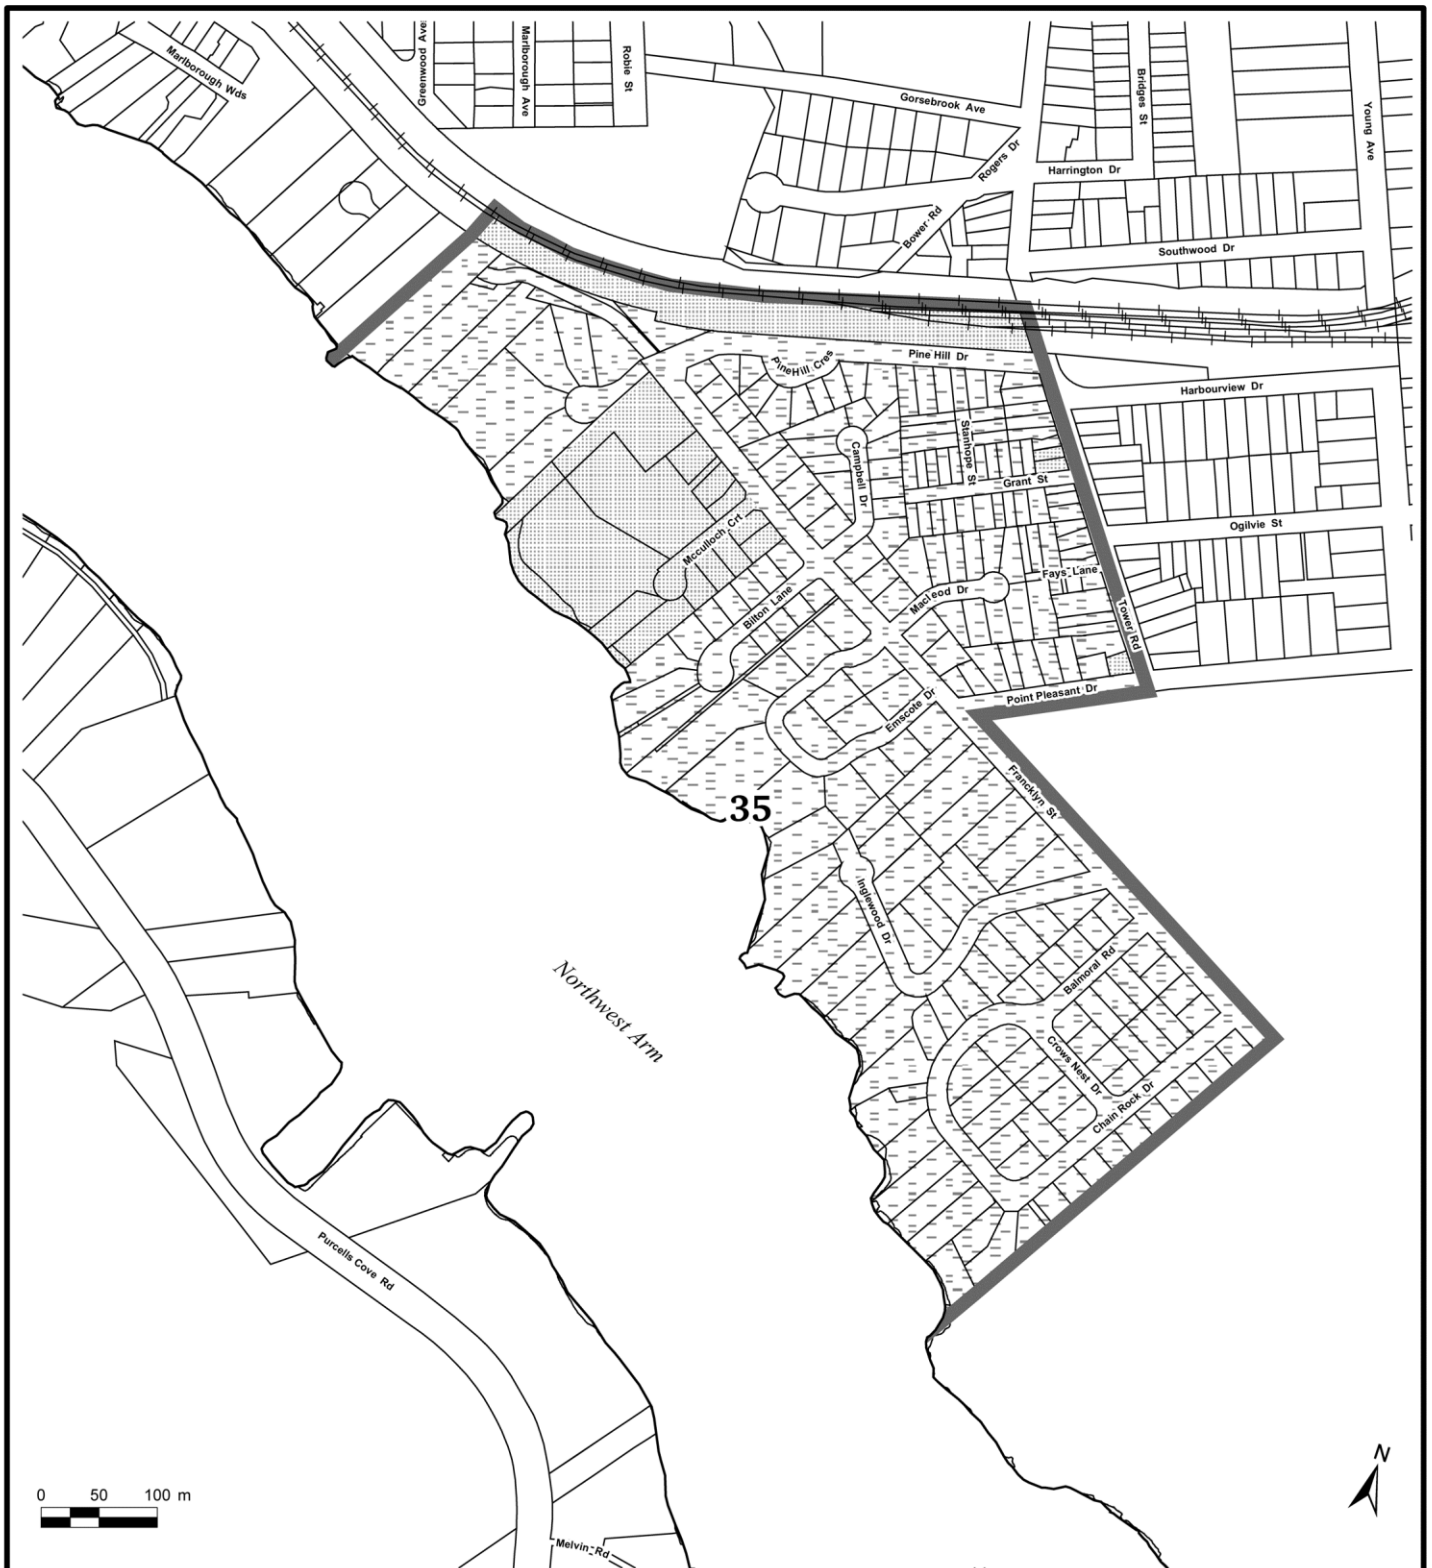 Marlborough Wds
Greenwood Ave
Marlborough Ave
Robie St
Gorsebrook Ave
Bridges St
Young Ave
Rogers Dr
Harrington Dr
Bower Rd
Southwood Dr
Pine Hill Dr
PineHill Cres
Harbourview Dr
Stanhope St
Campbell Dr
Grant St
Ogilvie St
Mcculloch Crt
Fays Lane
MacLeod Dr
Bilton Lane
Tower Rd
Point Pleasant Dr
Emscote Dr
Francklyn St
35
Inglewood Dr
Balmoral Rd
Northwest Arm
Crows Nest Dr
Chain Rock Dr
Purcells Cove Rd
N
0 50 100 m
Melvin Rd